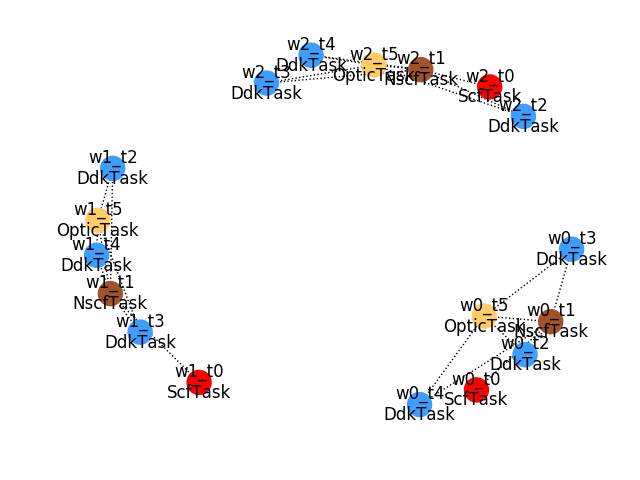 w2_t4
DdkTask
w2_t3
DdkTask
w2_t5
OpticTask
w2_t1
NscfTask
w2_t0
ScfTask
w2_t2
DdkTask
w1_t2
DdkTask
w1_t5
OpticTask
w1_t4
DdkTask
w1_t1
NscfTask
w1_t3
DdkTask
w1_t0
ScfTask
w0_t3
DdkTask
w0_t5
OpticTask
w0_t1
NscfTask
w0_t2
DdkTask
w0_t0
ScfTask
w0_t4
DdkTask